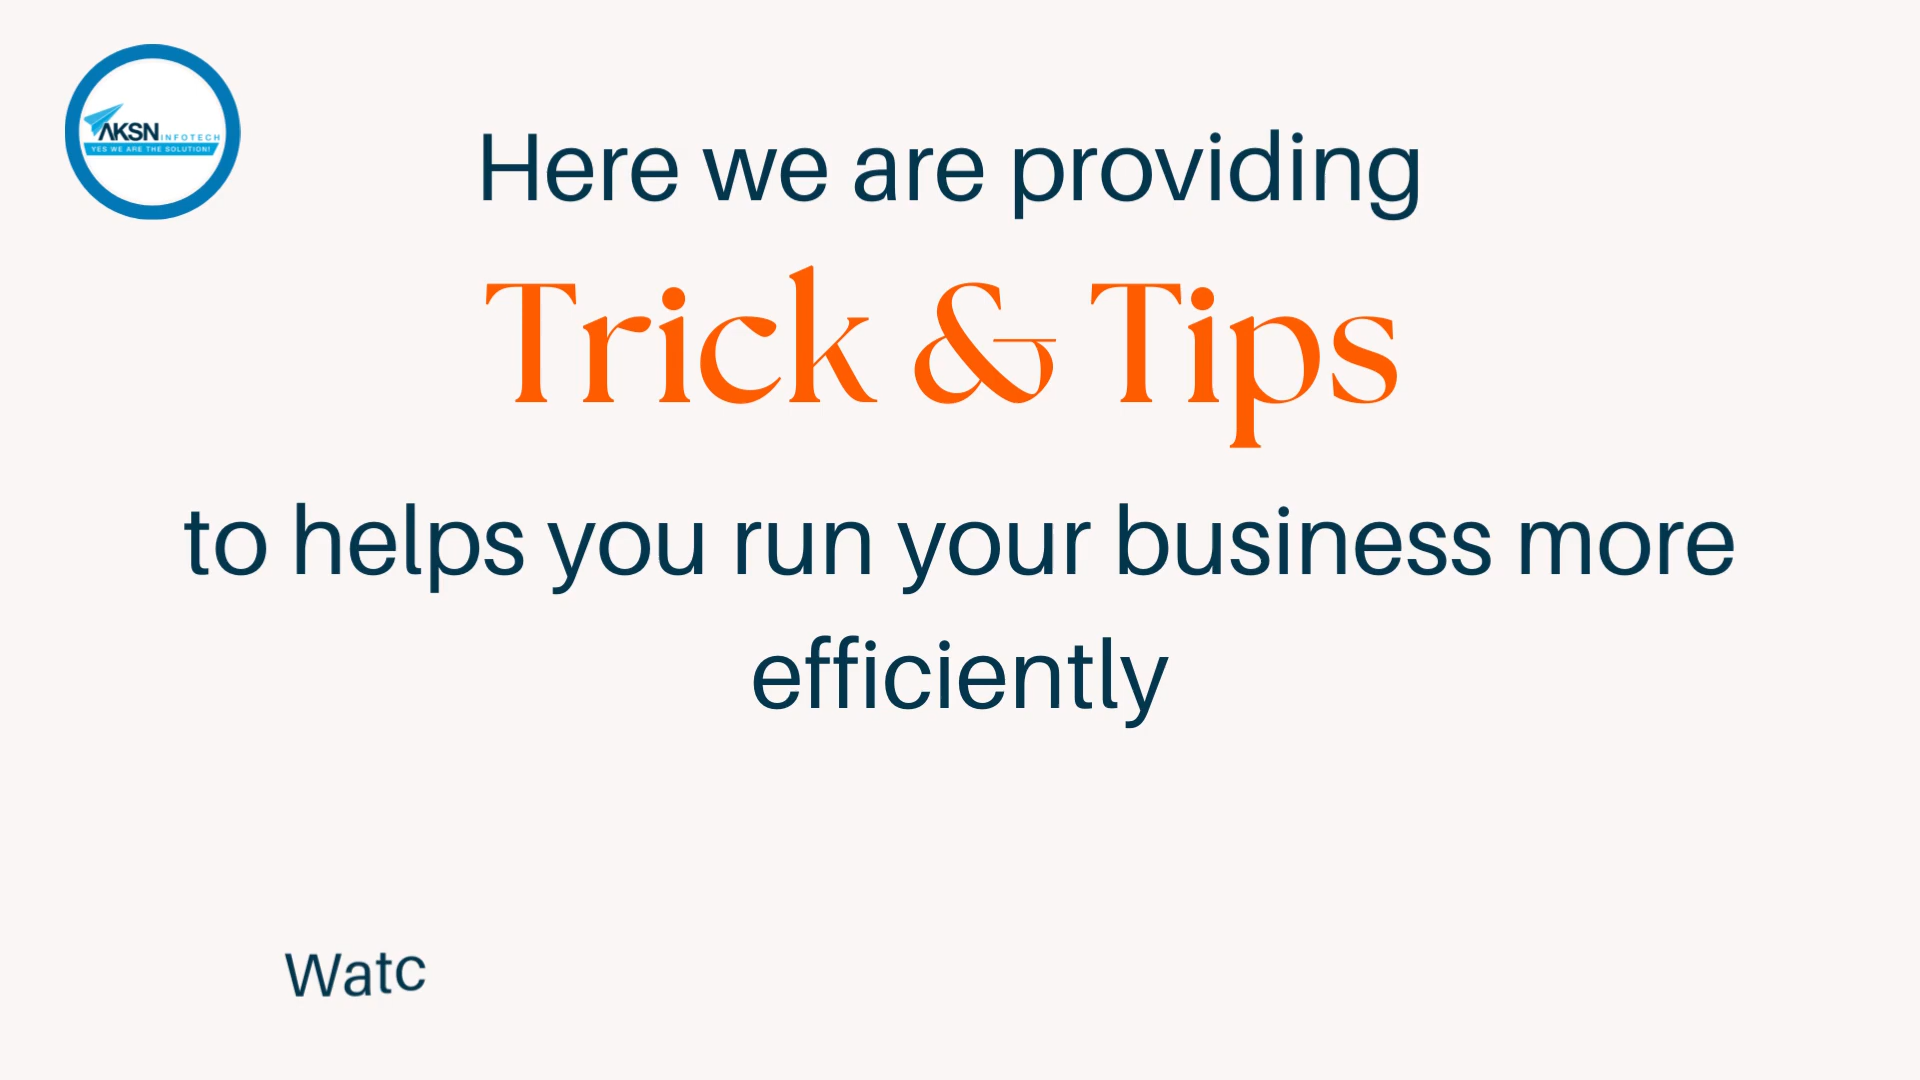 AKSN INFOTECH
YES WE ARE THE SOLUTION!
Here we are providing
Trick & Tips
to helps you run your business more
efficiently
Watc